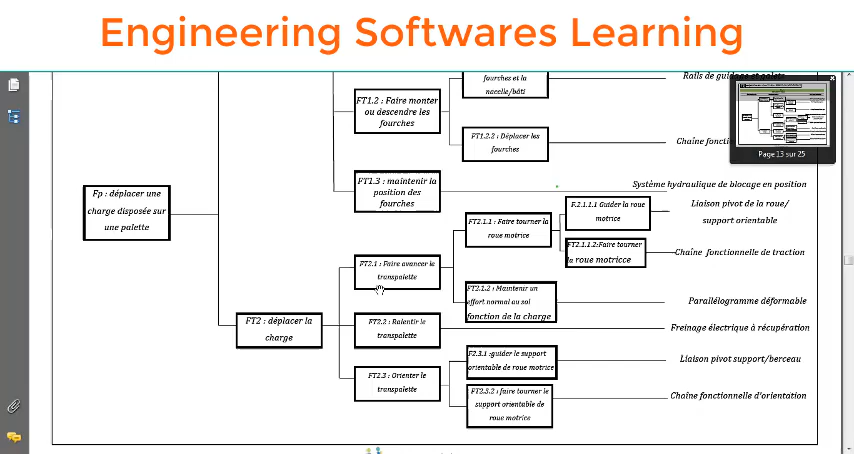 Engineering Softwares Learning
fourches et la
nacelle/bâti
Rails de guidage et galets
FT1.2 : Faire monter
ou descendre les
fourches
FT1.2.2 : Déplacer les
fourches
Page 13 sur 25
FT1.3 : maintenir la
position des
fourches
Système hydraulique de blocage en position
Fp : déplacer une
charge disposée sur
une palette
F.2.1.1.1 Guider la roue
motrice
Liaison pivot de la roue/
support orientable
FT2.1.1 : Faire tourner la
roue motrice
FT2.1.1.2:Faire tourner
la roue motricce
Chaîne fonctionnelle de traction
FT2.1 : Faire avancer le
transpalette
FT2.1.2 : Maintenir un
effort normal au sol
fonction de la charge
Parallélogramme déformable
FT2 : déplacer la
charge
FT2.2 : Ralentir le
transpalette
Freinage électrique à récupération
F2.3.1 :guider le support
orientable de roue motrice
Liaison pivot support/berceau
FT2.3 : Orienter le
transpalette
FT2.3.2 : faire tourner le
support orientable de
roue motrice
Chaîne fonctionnelle d'orientation